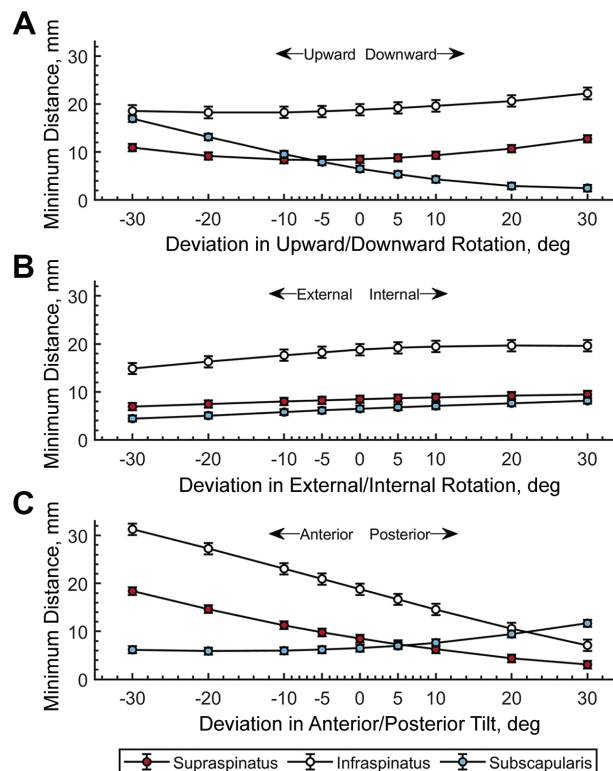 A
Minimum Distance, mm
30
20
10
0
Upward Downward
-30 -20 -10 -5 0 5 10 20 30
Deviation in Upward/Downward Rotation, deg
B
Minimum Distance, mm
30
20
10
0
External Internal
-30 -20 -10 -5 0 5 10 20 30
Deviation in External/Internal Rotation, deg
C
Minimum Distance, mm
30
20
10
0
Anterior Posterior
-30 -20 -10 -5 0 5 10 20 30
Deviation in Anterior/Posterior Tilt, deg
Supraspinatus Infraspinatus Subscapularis